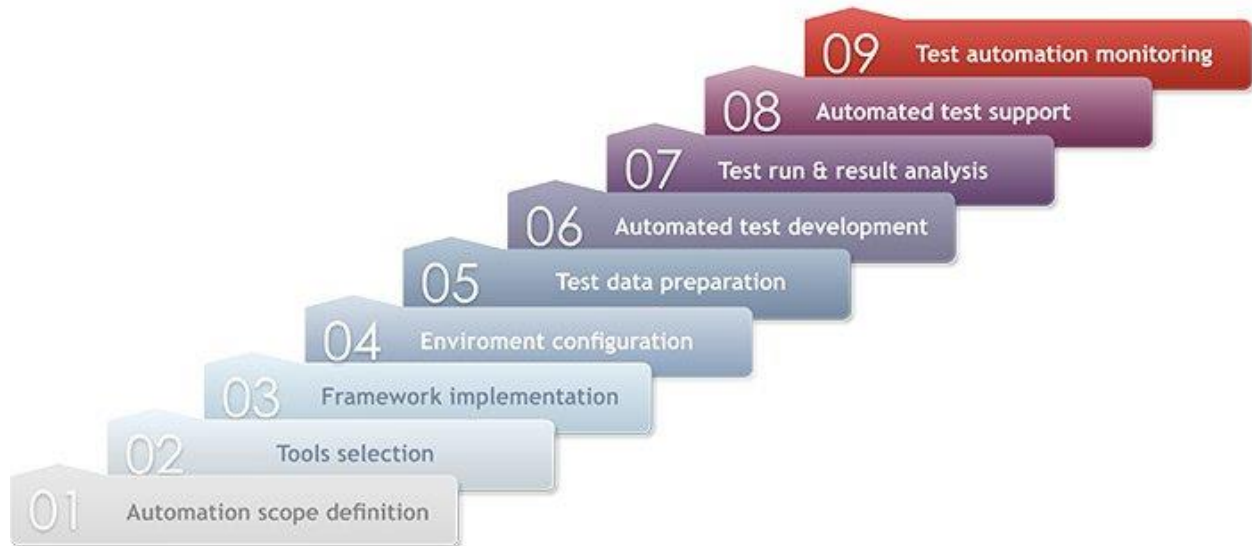 09 Test automation monitoring
08 Automated test support
07 Test run & result analysis
06 Automated test development
05 Test data preparation
04 Enviroment configuration
03 Framework implementation
02 Tools selection
01 Automation scope definition